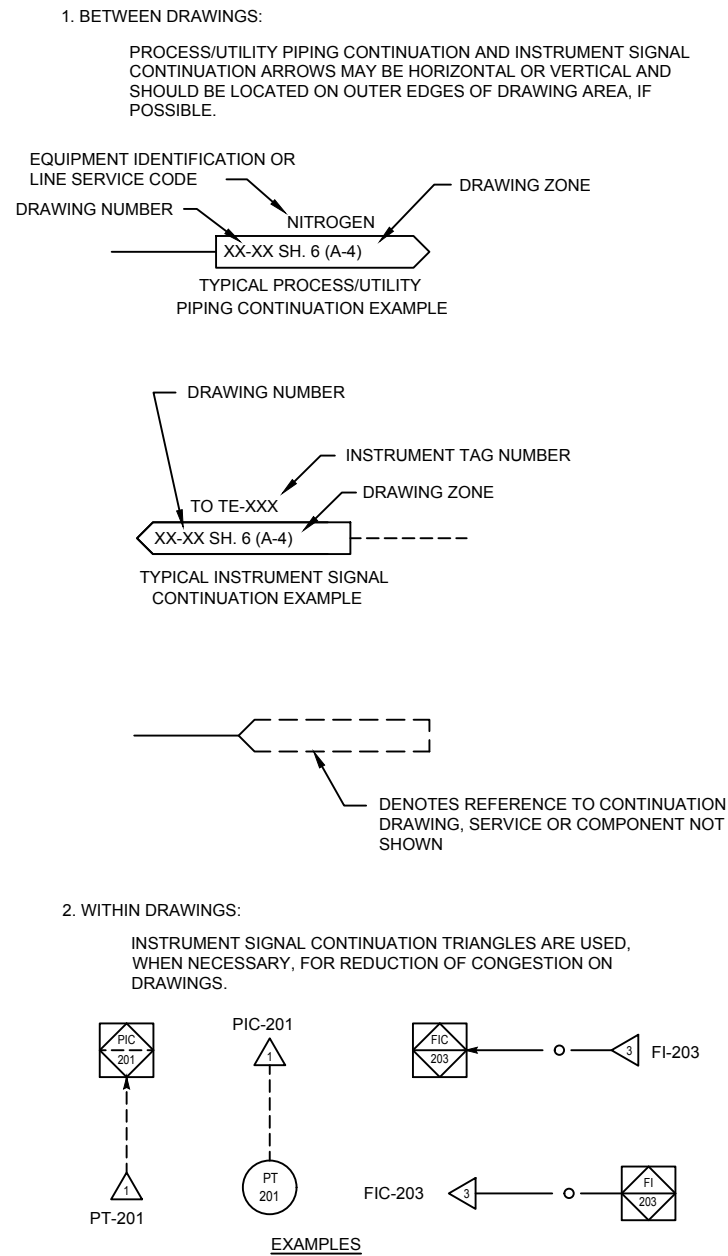 1. BETWEEN DRAWINGS:
PROCESS/UTILITY PIPING CONTINUATION AND INSTRUMENT SIGNAL
CONTINUATION ARROWS MAY BE HORIZONTAL OR VERTICAL AND
SHOULD BE LOCATED ON OUTER EDGES OF DRAWING AREA, IF
POSSIBLE.
EQUIPMENT IDENTIFICATION OR
LINE SERVICE CODE
DRAWING ZONE
DRAWING NUMBER
NITROGEN
XX-XX SH. 6 (A-4)
TYPICAL PROCESS/UTILITY
PIPING CONTINUATION EXAMPLE
DRAWING NUMBER
INSTRUMENT TAG NUMBER
DRAWING ZONE
TO TE-XXX
XX-XX SH. 6 (A-4)
TYPICAL INSTRUMENT SIGNAL
CONTINUATION EXAMPLE
DENOTES REFERENCE TO CONTINUATION
DRAWING, SERVICE OR COMPONENT NOT
SHOWN
2. WITHIN DRAWINGS:
INSTRUMENT SIGNAL CONTINUATION TRIANGLES ARE USED,
WHEN NECESSARY, FOR REDUCTION OF CONGESTION ON
DRAWINGS.
PIC
201
1
PT-201
PIC-201
1
PT
201
FIC
203
3
FI-203
FIC-203
3
FI
203
EXAMPLES